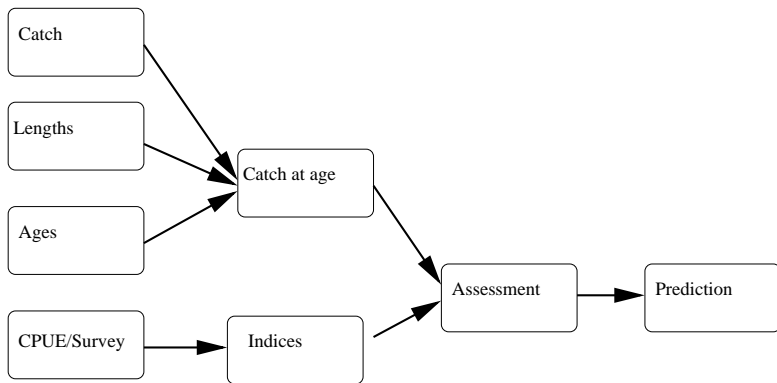 Catch
Lengths
Catch at age
Ages
Assessment
Prediction
CPUE/Survey
Indices